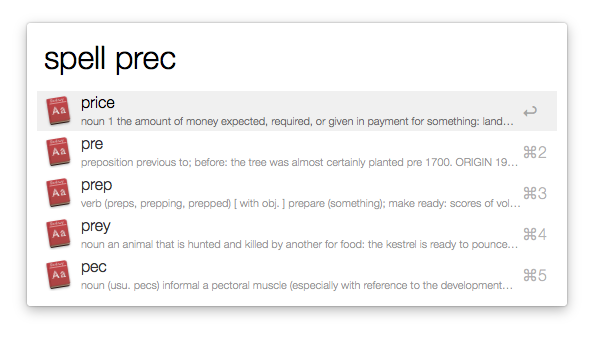 spell prec
Aa
price
noun 1 the amount of money expected, required, or given in payment for something: land…
↩
Aa
pre
preposition previous to; before: the tree was almost certainly planted pre 1700. ORIGIN 19…
⌘2
Aa
prep
verb (preps, prepping, prepped) [ with obj. ] prepare (something); make ready: scores of vol…
⌘3
Aa
prey
noun an animal that is hunted and killed by another for food: the kestrel is ready to pounce…
⌘4
Aa
pec
noun (usu. pecs) informal a pectoral muscle (especially with reference to the development…
⌘5